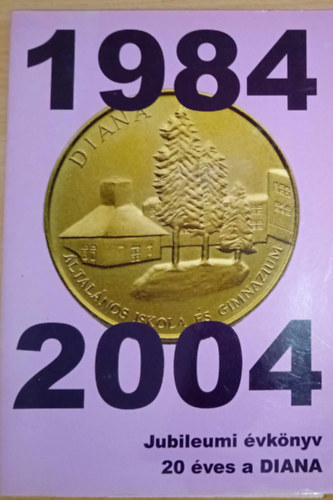 1984
DIANA
ÁLTALÁNOS ISKOLA ÉS GIMNÁZIUM
2004
Jubileumi évkönyv
20 éves a DIANA